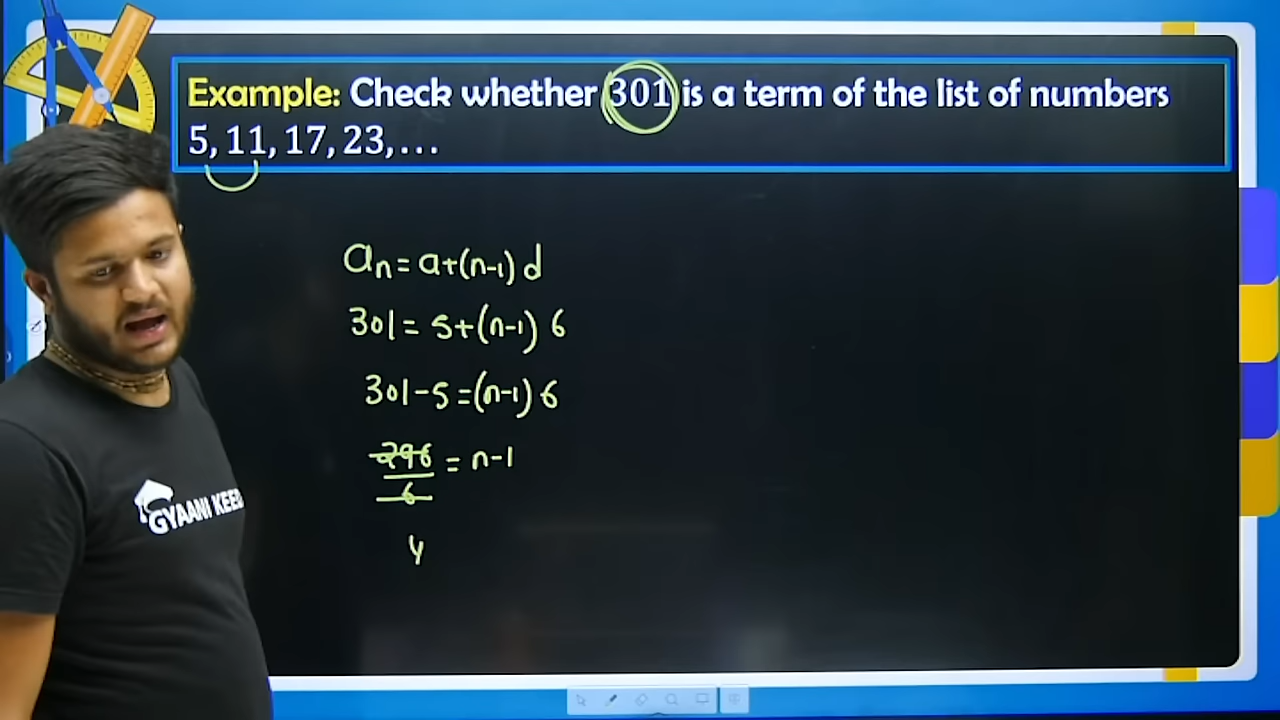 Example: Check whether 301 is a term of the list of numbers
5, 11, 17, 23,...
an = a+(n-1) d
301 = 5+(n-1) 6
301-5 = (n-1) 6
296
6
= n-1
4
GYAANI KEED